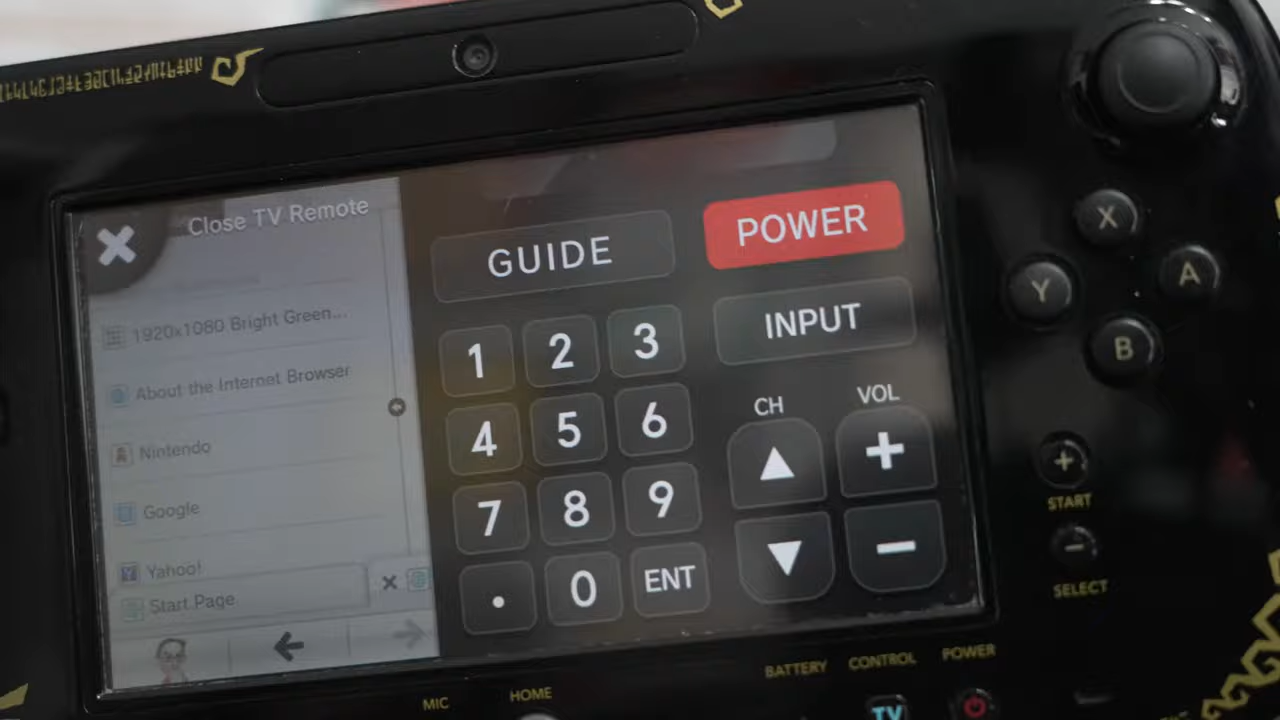 Close TV Remote
1920x1080 Bright Green...
About the Internet Browser
Nintendo
Google
Yahoo!
Start Page
GUIDE
POWER
INPUT
1 2 3
4 5 6
7 8 9
. 0 ENT
CH
VOL
+
−
X
Y
A
B
+
START
−
SELECT
MIC
HOME
BATTERY
CONTROL
POWER
TV